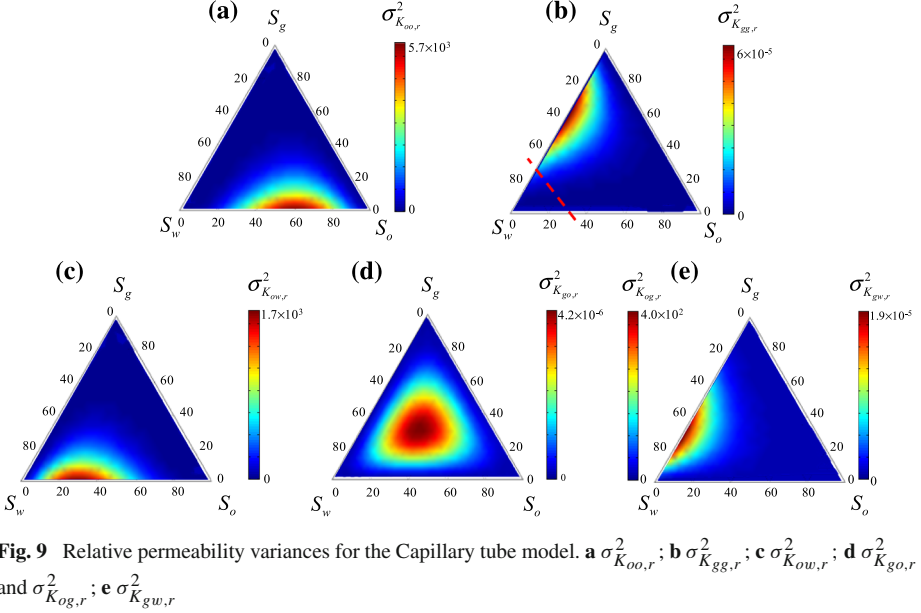 (a) S_g σ²_{K_{oo,r}} (b) S_g σ²_{K_{gg,r}}
0 5.7×10³ 0 6×10⁻⁵
20 80 20 80
40 60 40 60
60 40 60 40
80 20 80 20
0 0 0 0
S_w 0 20 40 60 80 S_o S_w 0 20 40 60 80 S_o
(c) S_g σ²_{K_{ow,r}} (d) S_g σ²_{K_{go,r}} σ²_{K_{og,r}} (e) S_g σ²_{K_{gw,r}}
0 1.7×10³ 0 4.2×10⁻⁶ 4.0×10² 0 1.9×10⁻⁵
20 80 20 80 20 80
40 60 40 60 40 60
60 40 60 40 60 40
80 20 80 20 80 20
0 0 0 0 0 0 0
S_w 0 20 40 60 80 S_o S_w 0 20 40 60 80 S_o S_w 0 20 40 60 80 S_o
Fig. 9 Relative permeability variances for the Capillary tube model. a σ²_{K_{oo,r}}; b σ²_{K_{gg,r}}; c σ²_{K_{ow,r}}; d σ²_{K_{go,r}}
and σ²_{K_{og,r}}; e σ²_{K_{gw,r}}